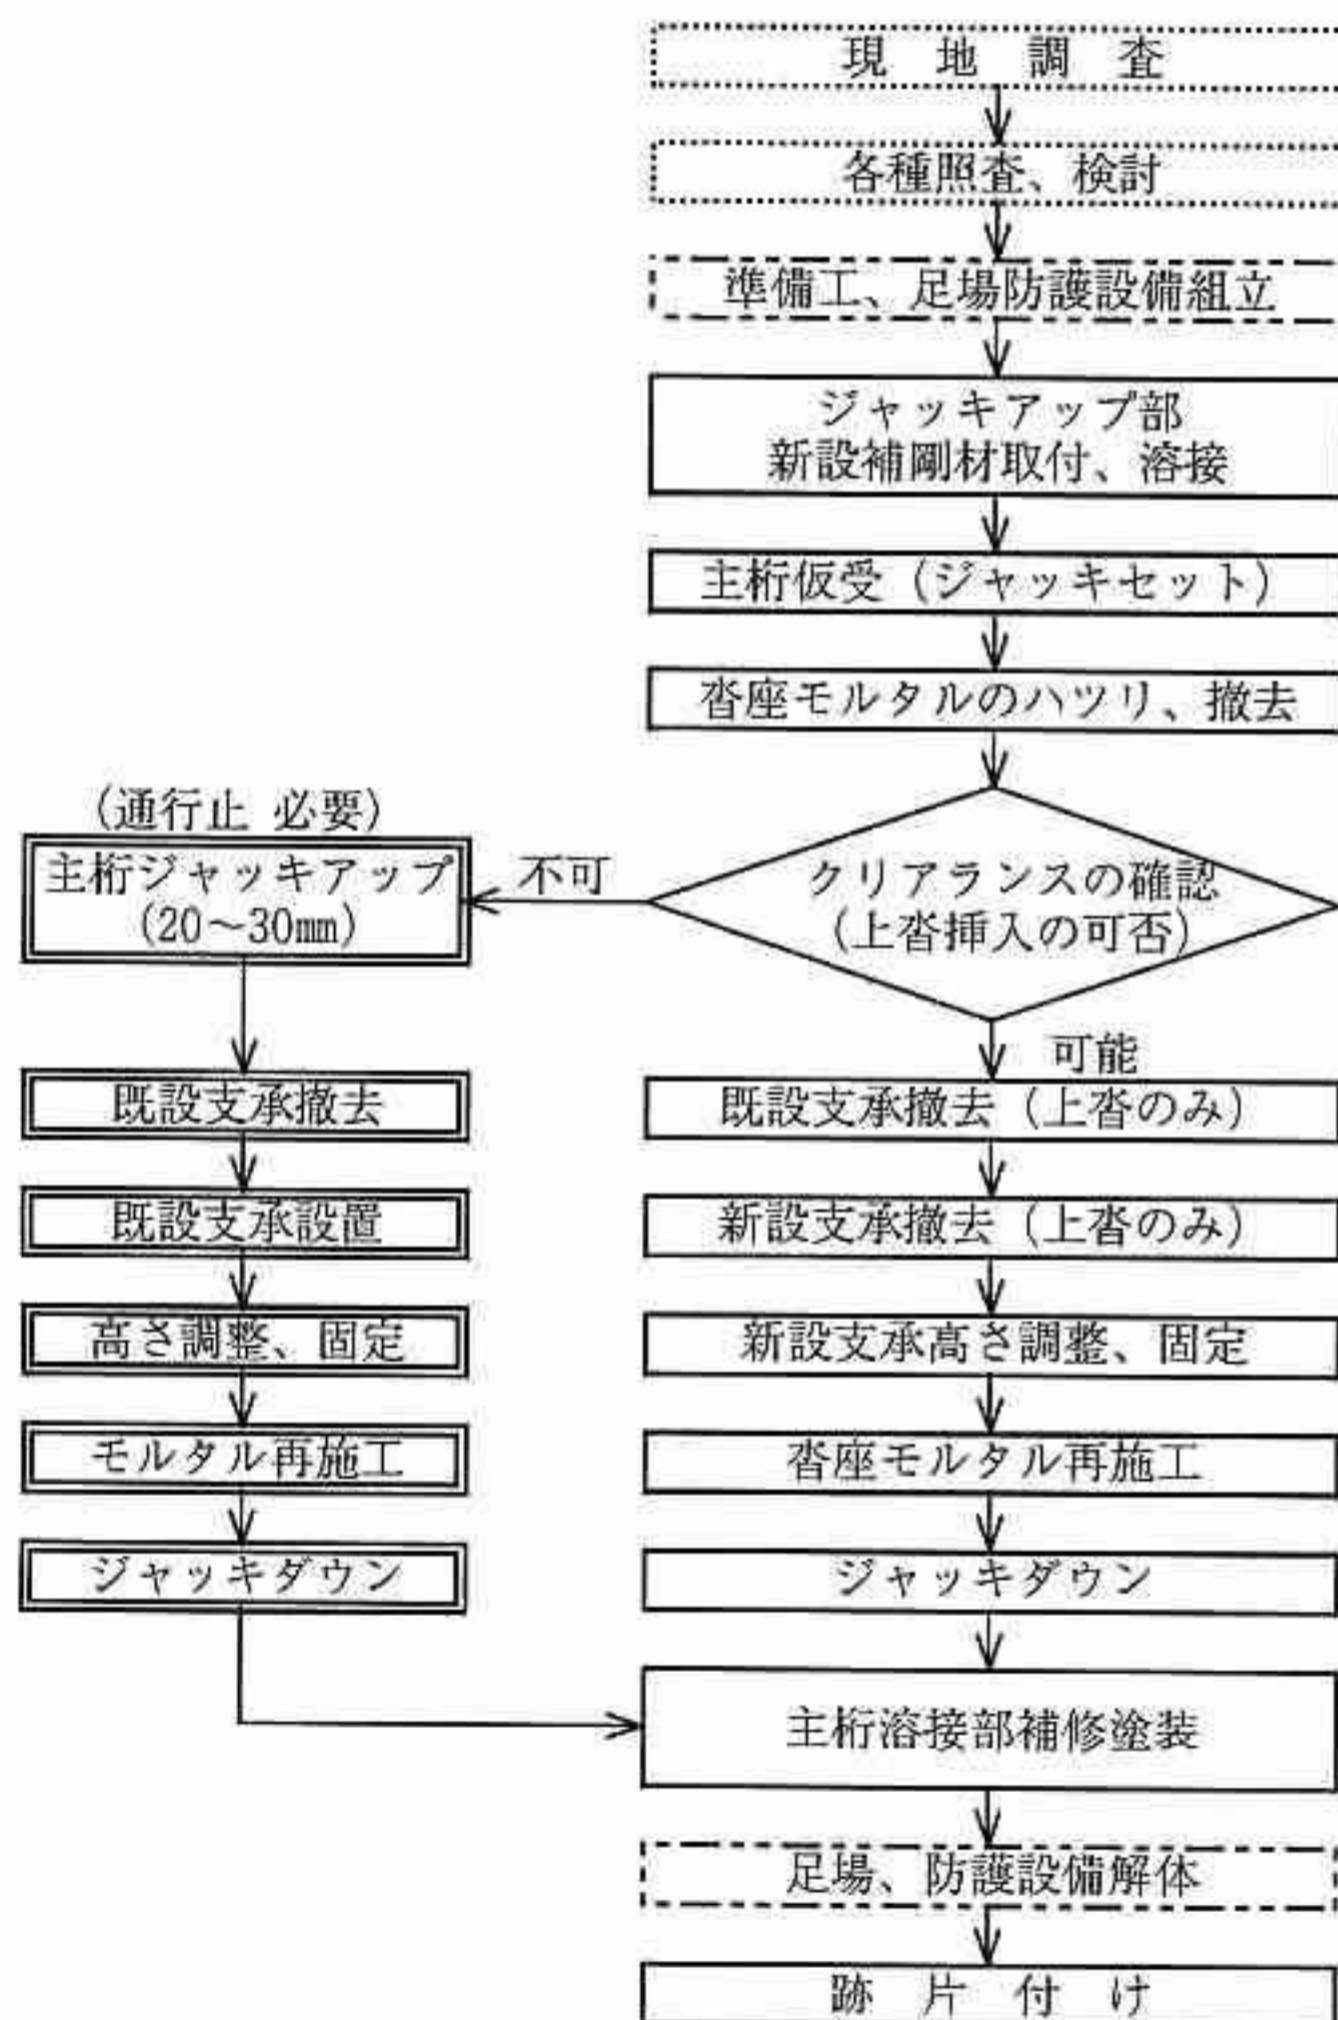 現地調査
各種照査、検討
準備工、足場防護設備組立
ジャッキアップ部
新設補剛材取付、溶接
主桁仮受（ジャッキセット）
沓座モルタルのハツリ、撤去
クリアランスの確認
（上沓挿入の可否）
不可
（通行止 必要）
主桁ジャッキアップ
（20～30mm）
既設支承撤去
既設支承設置
高さ調整、固定
モルタル再施工
ジャッキダウン
可能
既設支承撤去（上沓のみ）
新設支承撤去（上沓のみ）
新設支承高さ調整、固定
沓座モルタル再施工
ジャッキダウン
主桁溶接部補修塗装
足場、防護設備解体
跡片付け